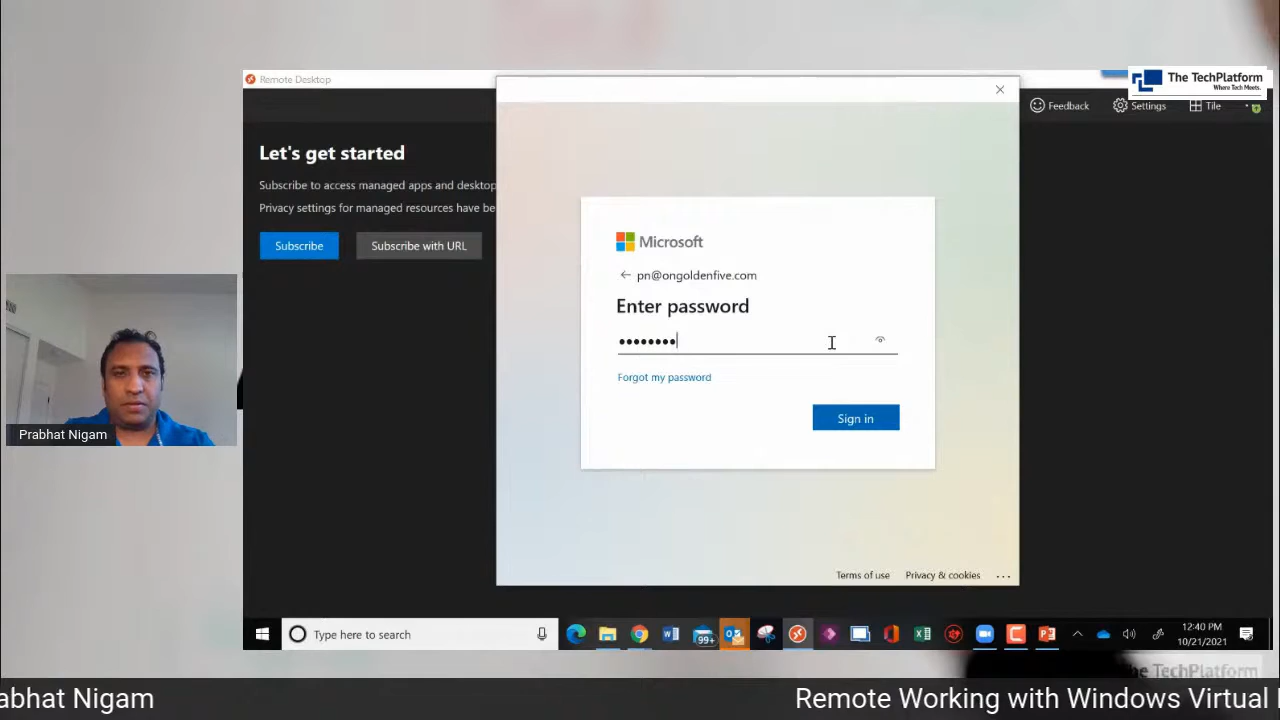 Remote Desktop
The TechPlatform
Where Tech Meets.
Feedback
Settings
Tile
Let's get started
Subscribe to access managed apps and desktop
Privacy settings for managed resources have be
Subscribe
Subscribe with URL
Microsoft
pn@ongoldenfive.com
Enter password
••••••••
Forgot my password
Sign in
Terms of use
Privacy & cookies
Prabhat Nigam
Type here to search
99+
12:40 PM
10/21/2021
The TechPlatform
abhat Nigam
Remote Working with Windows Virtual